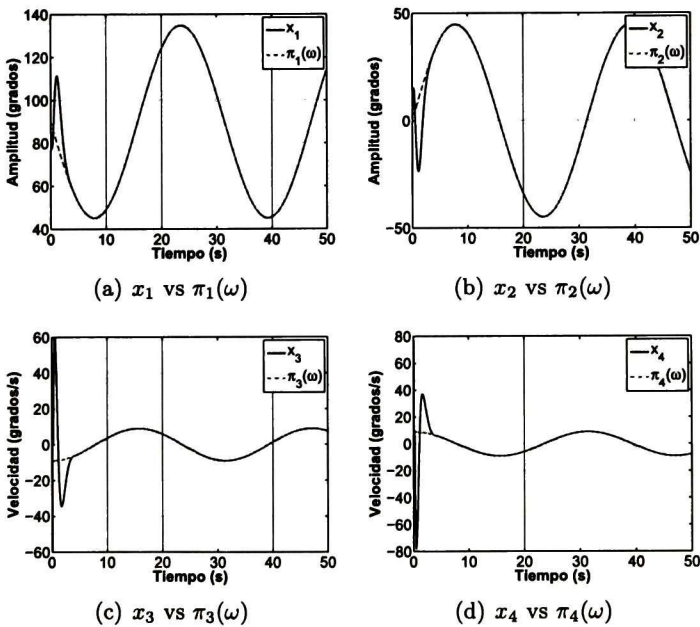 140
120
100
80
60
40
Amplitud (grados)
x₁
π₁(ω)
0 10 20 30 40 50
Tiempo (s)
(a) x₁ vs π₁(ω)
50
0
−50
Amplitud (grados)
x₂
π₂(ω)
0 10 20 30 40 50
Tiempo (s)
(b) x₂ vs π₂(ω)
60
40
20
0
−20
−40
−60
Velocidad (grados/s)
x₃
π₃(ω)
0 10 20 30 40 50
Tiempo (s)
(c) x₃ vs π₃(ω)
80
60
40
20
0
−20
−40
−60
−80
Velocidad (grados/s)
x₄
π₄(ω)
0 10 20 30 40 50
Tiempo (s)
(d) x₄ vs π₄(ω)